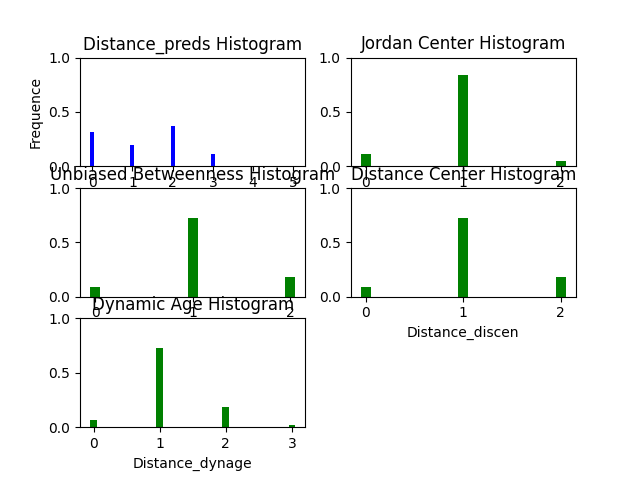 Distance_preds Histogram
Frequence
1.0
0.5
0.0
0 1 2 3 4 5
Jordan Center Histogram
1.0
0.5
0.0
0 1 2
Unbiased Betweenness Histogram
1.0
0.5
0.0
0 1 2
Distance Center Histogram
1.0
0.5
0.0
0 1 2
Distance_discen
Dynamic Age Histogram
1.0
0.5
0.0
0 1 2 3
Distance_dynage